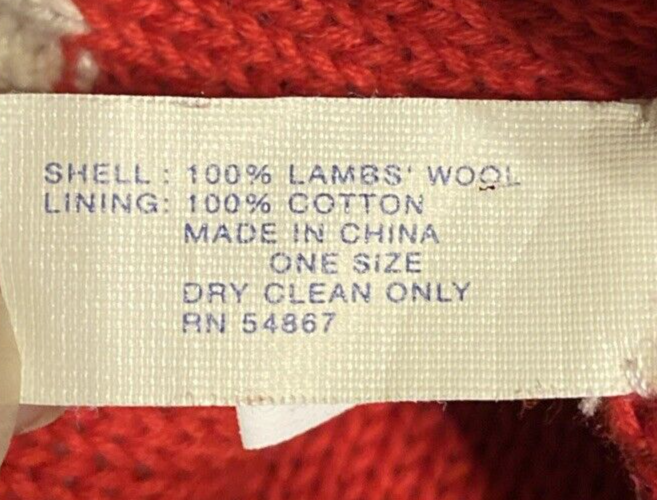 SHELL: 100% LAMBS' WOOL
LINING: 100% COTTON
MADE IN CHINA
ONE SIZE
DRY CLEAN ONLY
RN 54867